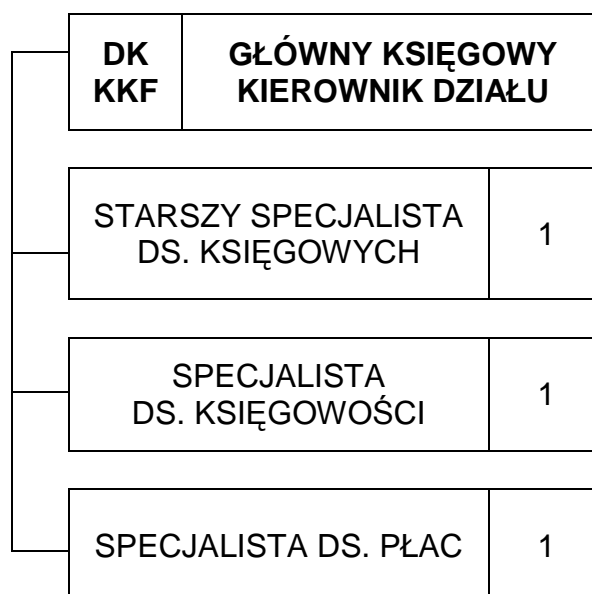 DK
KKF
GŁÓWNY KSIĘGOWY
KIEROWNIK DZIAŁU
STARSZY SPECJALISTA
DS. KSIĘGOWYCH
1
SPECJALISTA
DS. KSIĘGOWOŚCI
1
SPECJALISTA DS. PŁAC
1